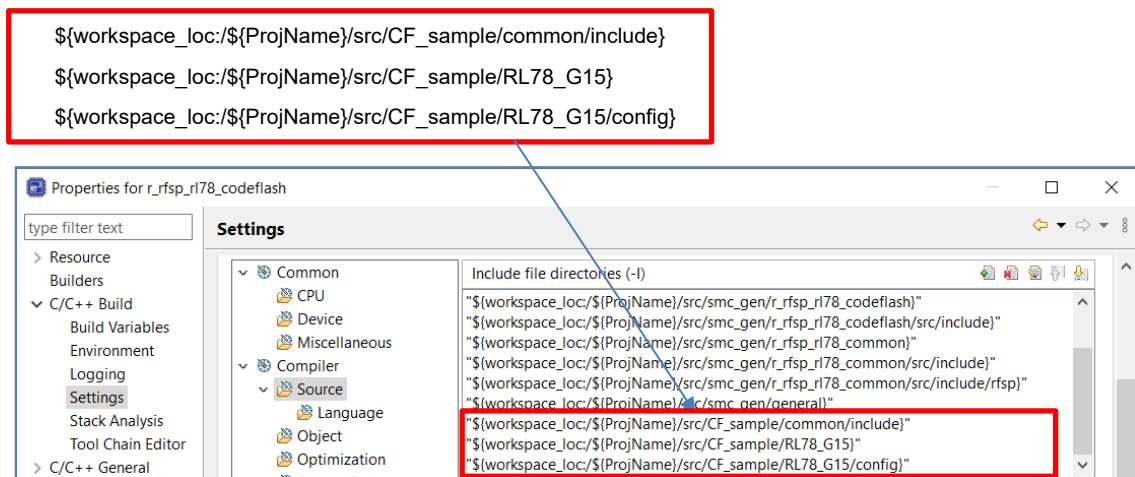 ${workspace_loc:/${ProjName}/src/CF_sample/common/include}
${workspace_loc:/${ProjName}/src/CF_sample/RL78_G15}
${workspace_loc:/${ProjName}/src/CF_sample/RL78_G15/config}
Properties for r_rfsp_rl78_codeflash
type filter text
Resource
Builders
C/C++ Build
Build Variables
Environment
Logging
Settings
Stack Analysis
Tool Chain Editor
C/C++ General
Settings
Common
CPU
Device
Miscellaneous
Compiler
Source
Language
Object
Optimization
Include file directories (-I)
"${workspace_loc:/${ProjName}/src/smc_gen/r_rfsp_rl78_codeflash}"
"${workspace_loc:/${ProjName}/src/smc_gen/r_rfsp_rl78_codeflash/src/include}"
"${workspace_loc:/${ProjName}/src/smc_gen/r_rfsp_rl78_common}"
"${workspace_loc:/${ProjName}/src/smc_gen/r_rfsp_rl78_common/src/include}"
"${workspace_loc:/${ProjName}/src/smc_gen/r_rfsp_rl78_common/src/include/rfsp}"
"${workspace_loc:/${ProjName}/src/smc_gen/general}"
"${workspace_loc:/${ProjName}/src/CF_sample/common/include}"
"${workspace_loc:/${ProjName}/src/CF_sample/RL78_G15}"
"${workspace_loc:/${ProjName}/src/CF_sample/RL78_G15/config}"